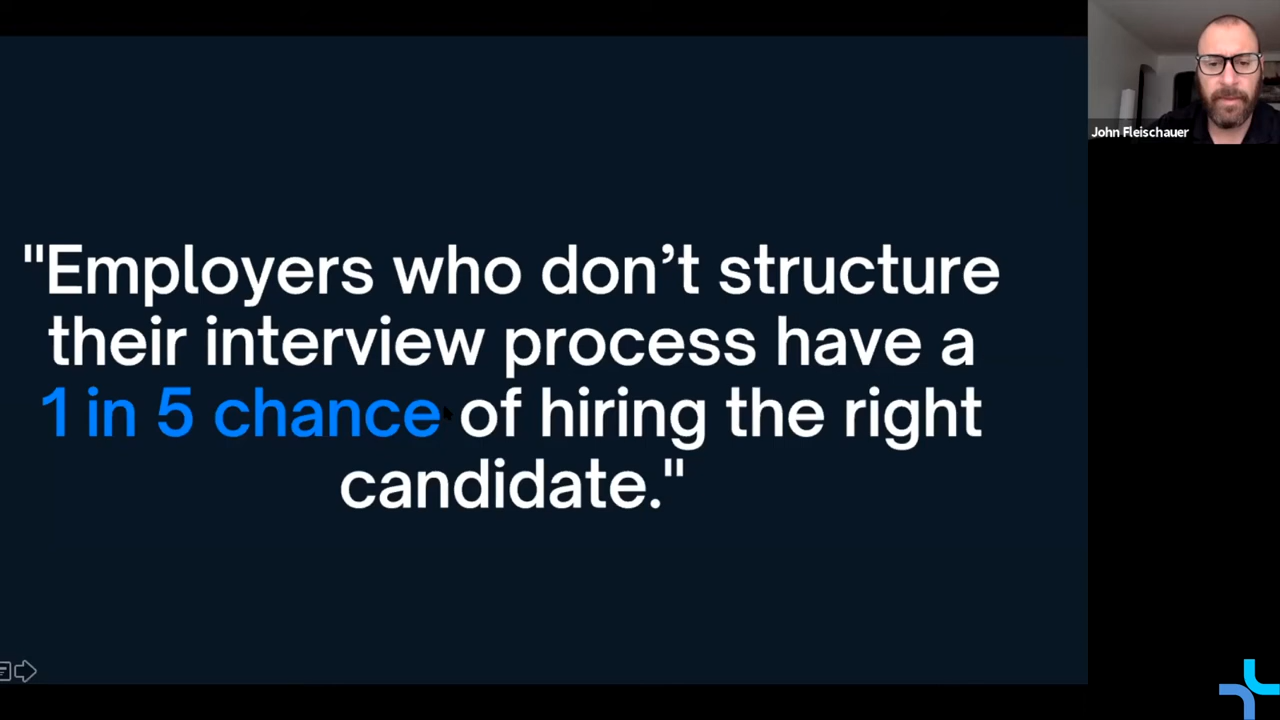 "Employers who don’t structure
their interview process have a
1 in 5 chance of hiring the right
candidate."
John Fleischauer